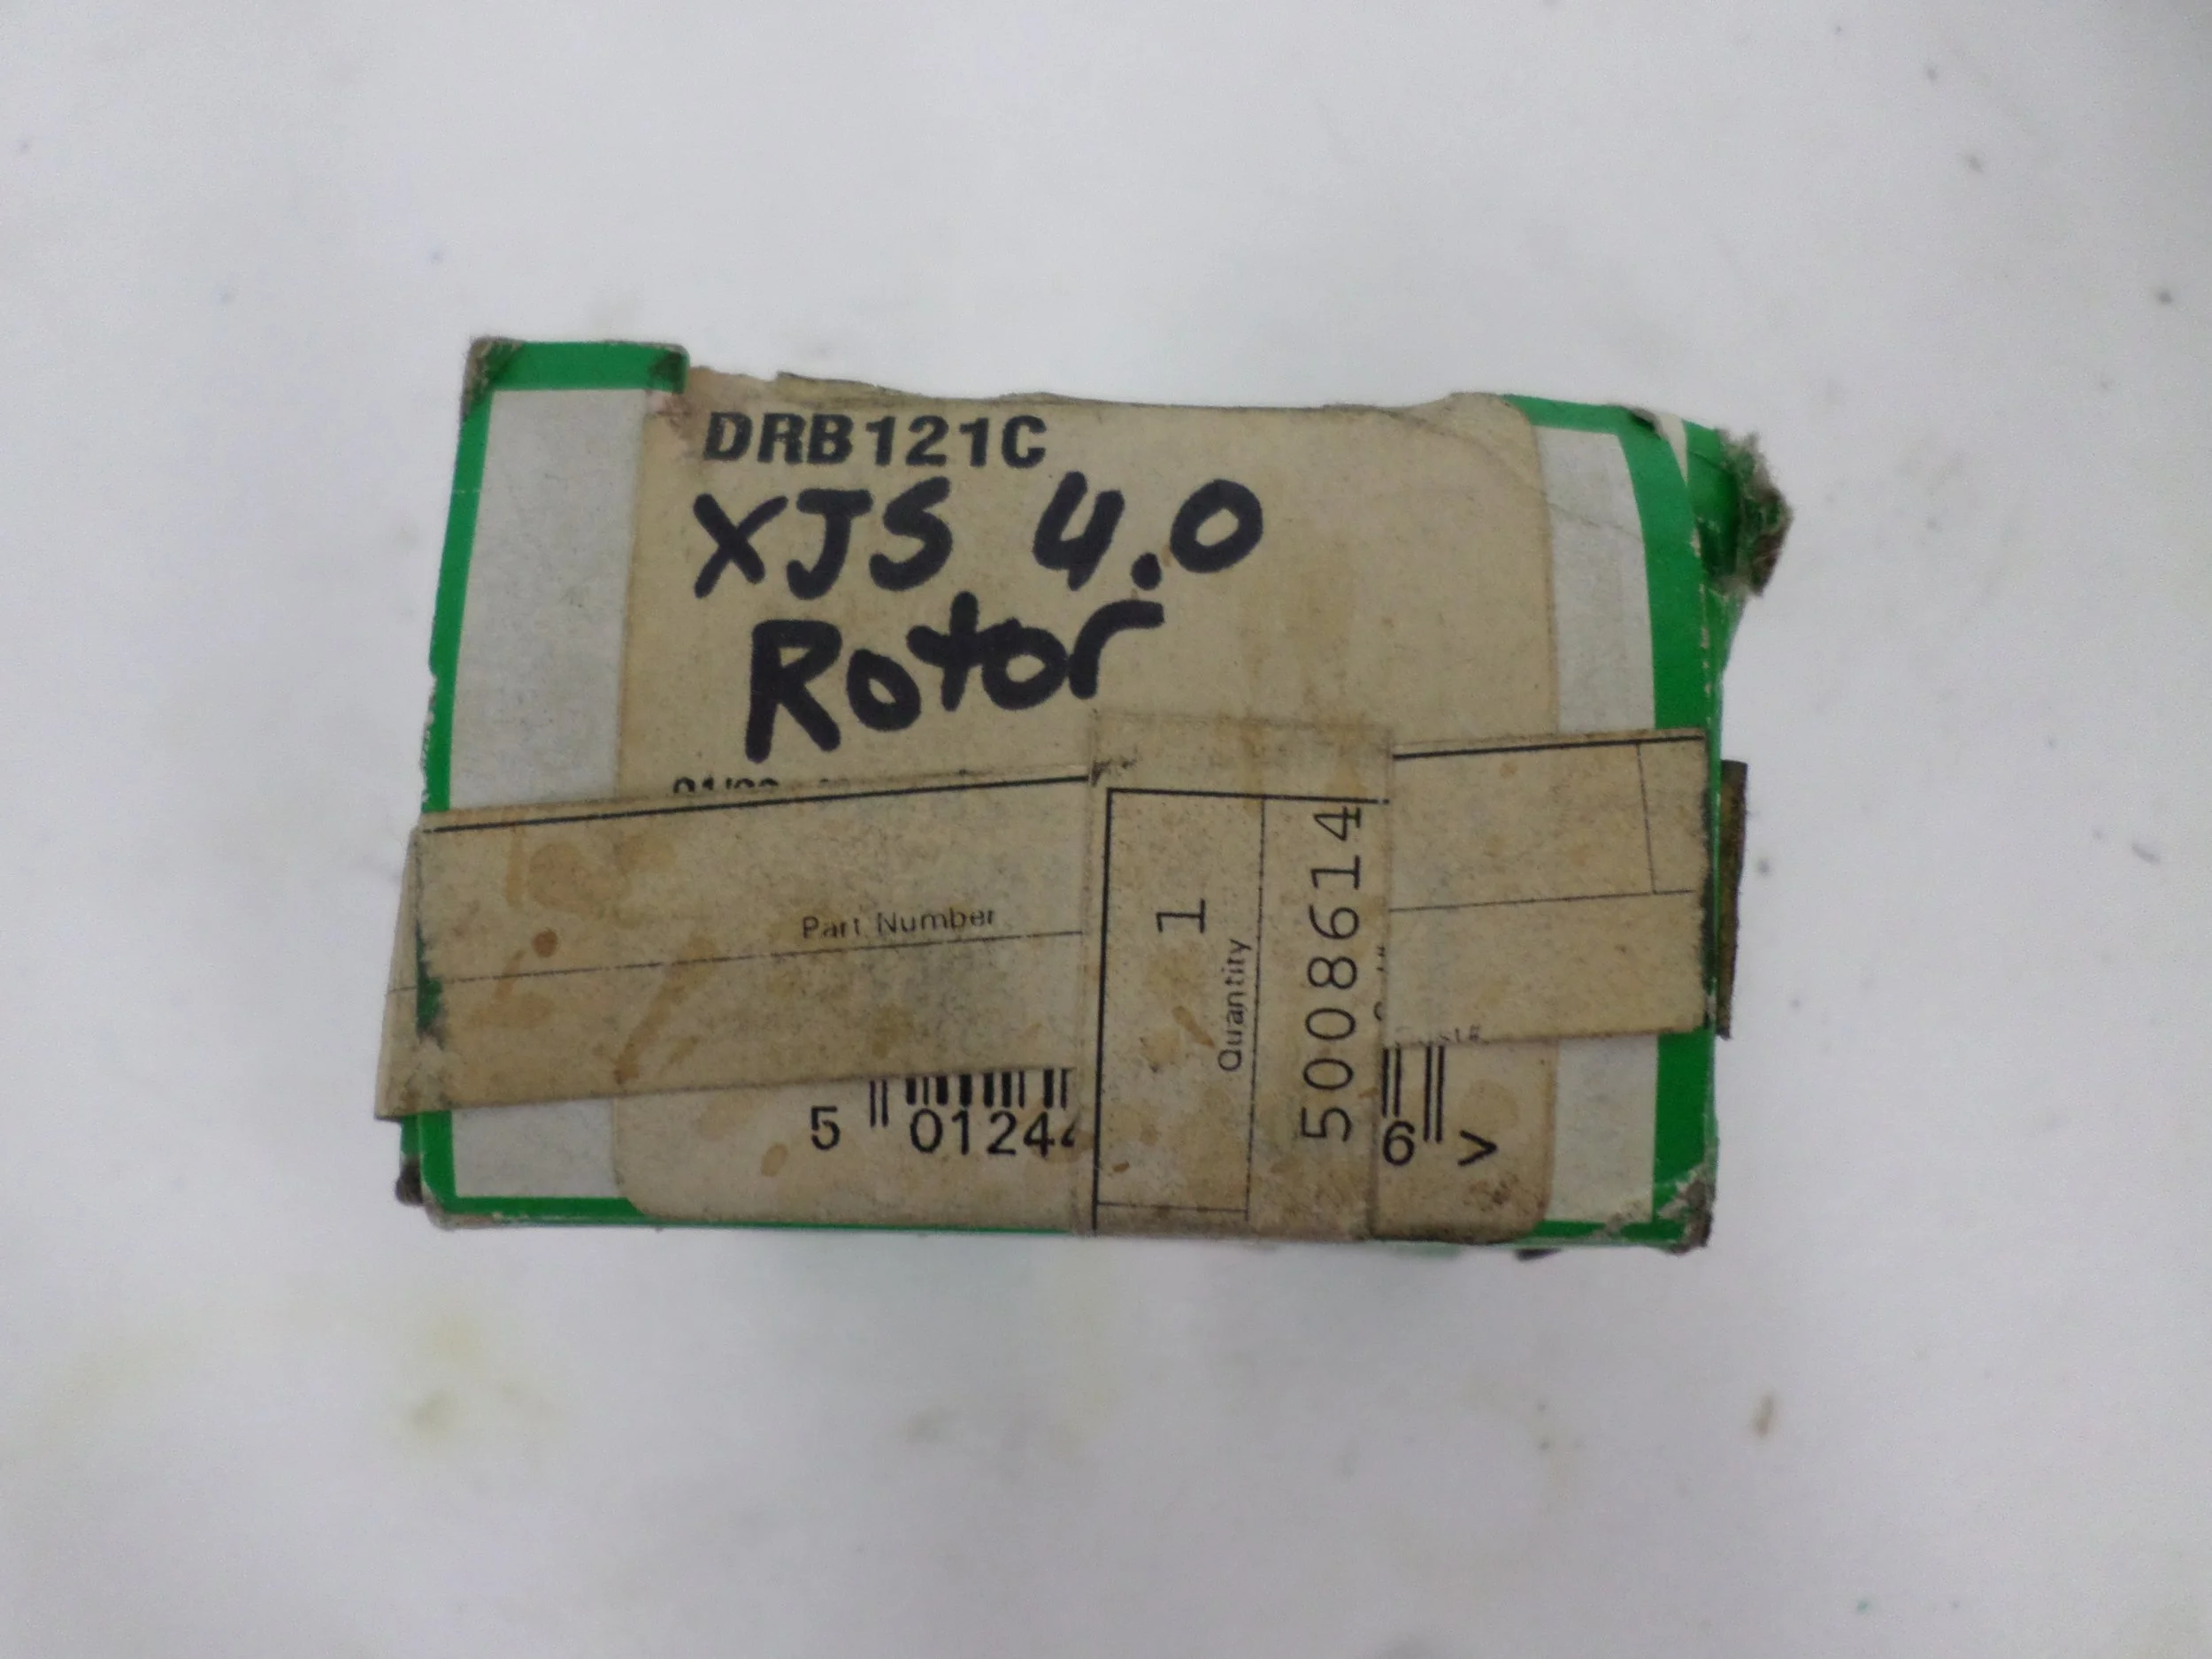 DRB121C
XJS 4.0
Rotor
Part Number
1
Quantity
5008614
5 01244
6 >